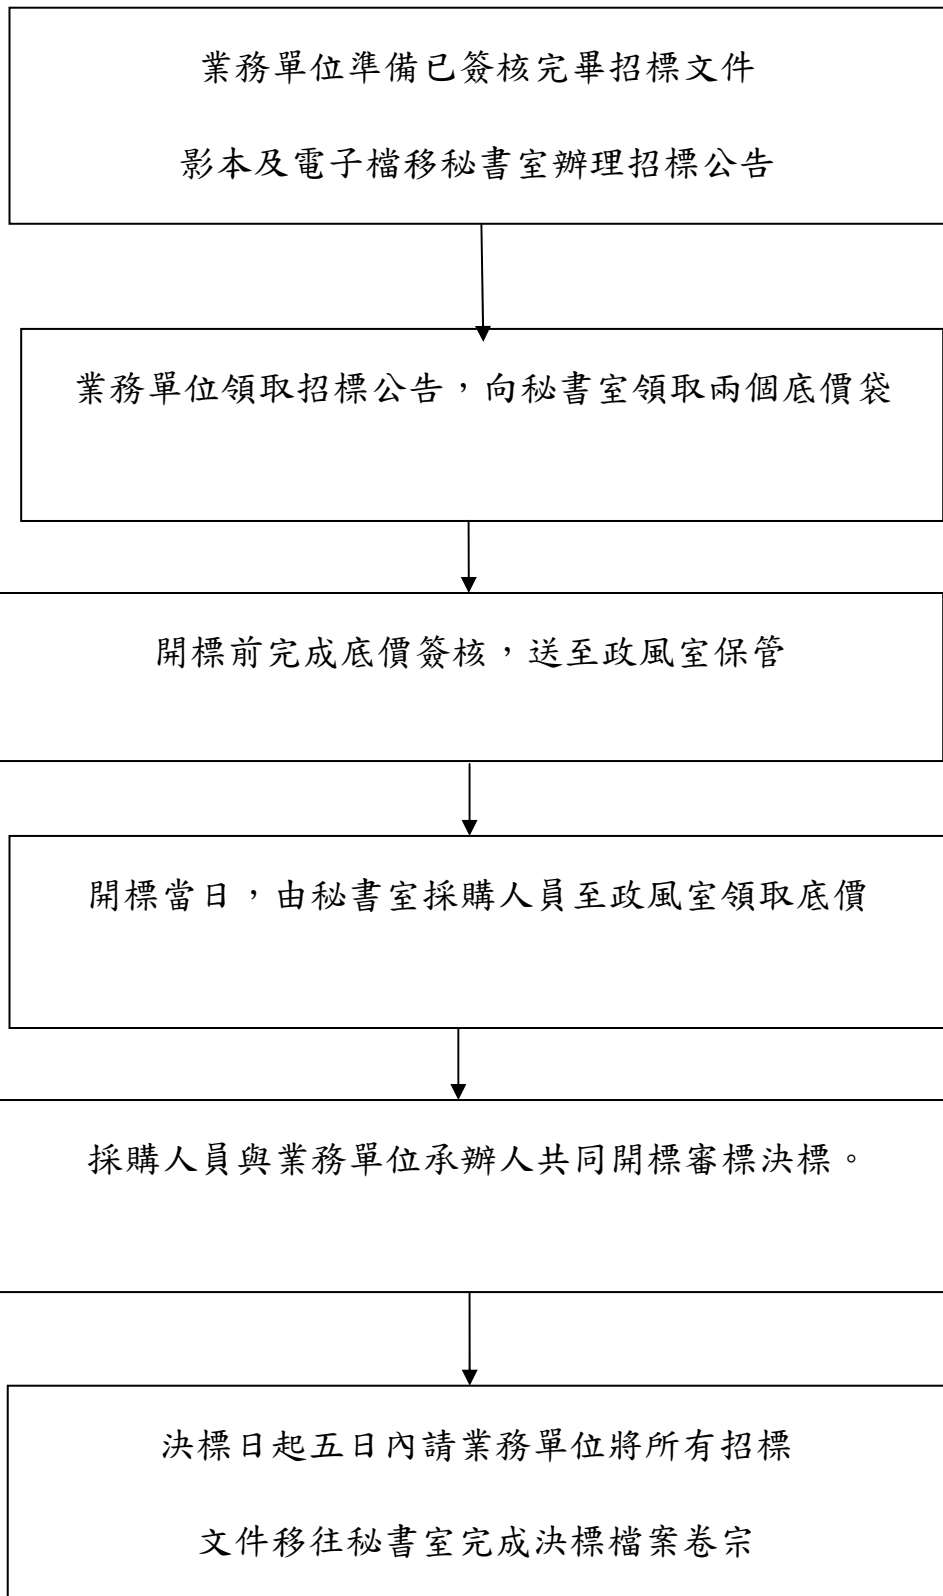 業務單位準備已簽核完畢招標文件
影本及電子檔移秘書室辦理招標公告
業務單位領取招標公告，向秘書室領取兩個底價袋
開標前完成底價簽核，送至政風室保管
開標當日，由秘書室採購人員至政風室領取底價
採購人員與業務單位承辦人共同開標審標決標。
決標日起五日內請業務單位將所有招標
文件移往秘書室完成決標檔案卷宗